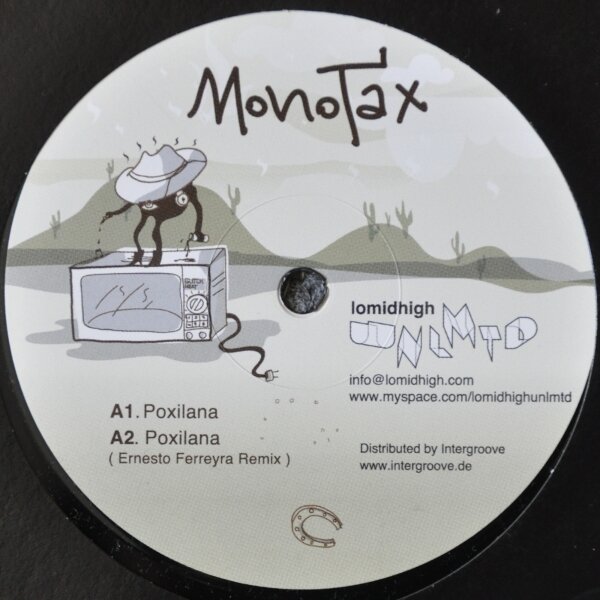 MonoTax
lomidhigh
UNLMTD
info@lomidhigh.com
www.myspace.com/lomidhighunlmtd
A1. Poxilana
A2. Poxilana
( Ernesto Ferreyra Remix )
Distributed by Intergroove
www.intergroove.de